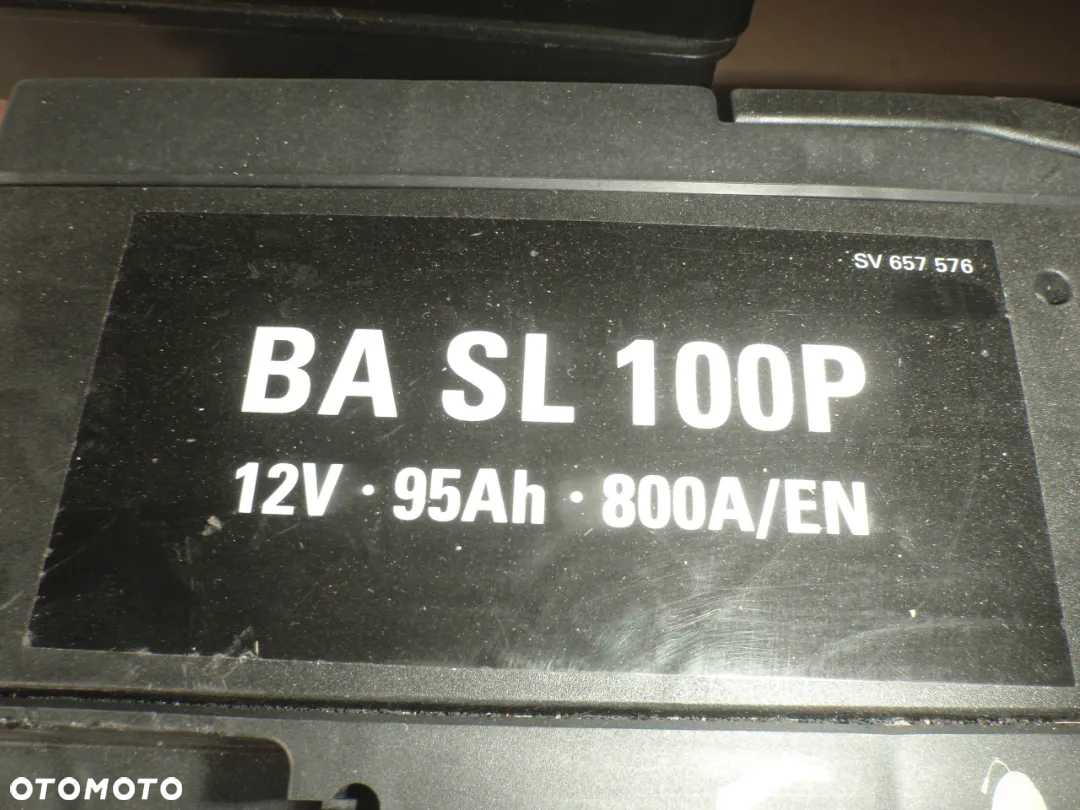 SV 657 576
BA SL 100P
12V · 95Ah · 800A/EN
OTOMOTO